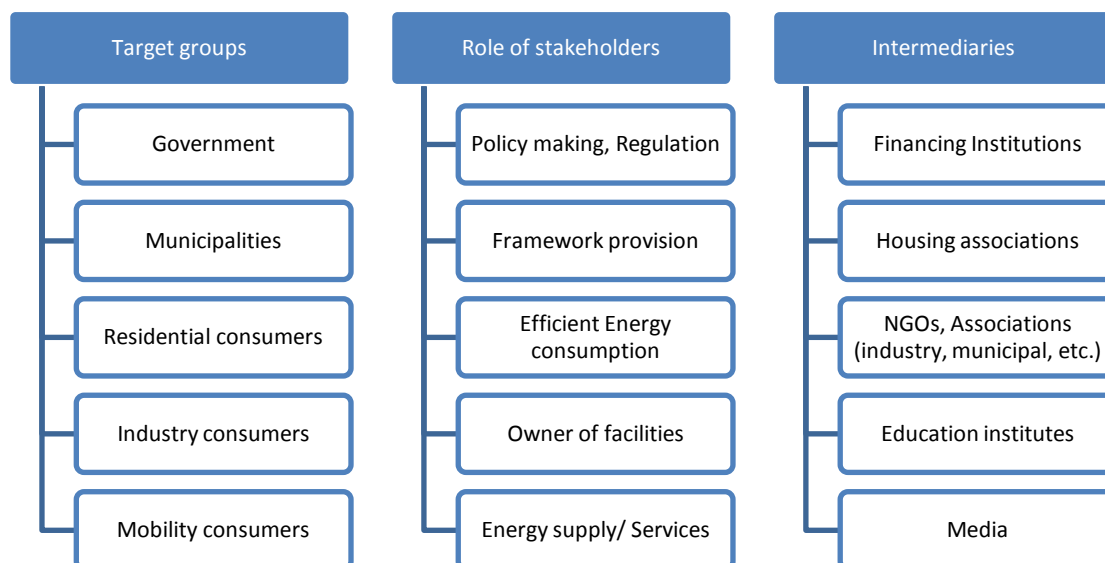 Target groups
Government
Municipalities
Residential consumers
Industry consumers
Mobility consumers
Role of stakeholders
Policy making, Regulation
Framework provision
Efficient Energy
consumption
Owner of facilities
Energy supply/ Services
Intermediaries
Financing Institutions
Housing associations
NGOs, Associations
(industry, municipal, etc.)
Education institutes
Media